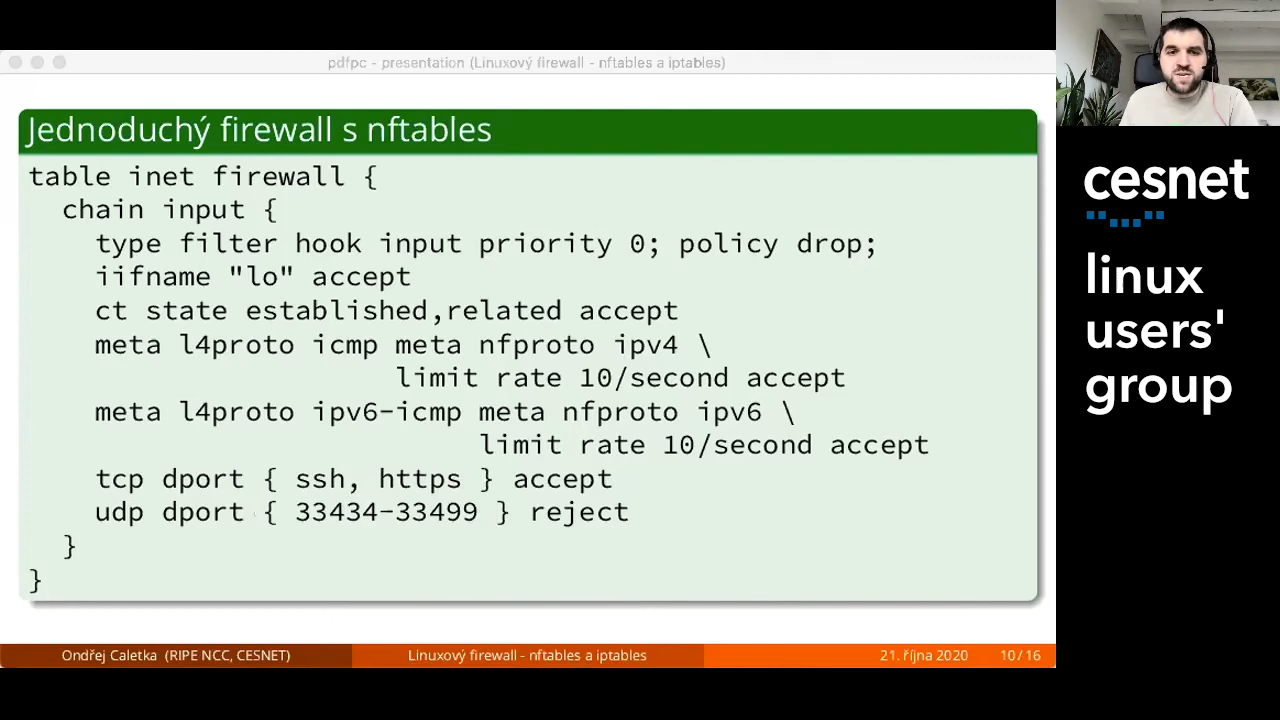 pdfpc - presentation (Linuxový firewall - nftables a iptables)
Jednoduchý firewall s nftables
table inet firewall {
chain input {
type filter hook input priority 0; policy drop;
iifname "lo" accept
ct state established,related accept
meta l4proto icmp meta nfproto ipv4 \
limit rate 10/second accept
meta l4proto ipv6-icmp meta nfproto ipv6 \
limit rate 10/second accept
tcp dport { ssh, https } accept
udp dport { 33434-33499 } reject
}
}
Ondřej Caletka (RIPE NCC, CESNET)
Linuxový firewall - nftables a iptables
21. října 2020
10/16
cesnet
linux
users'
group